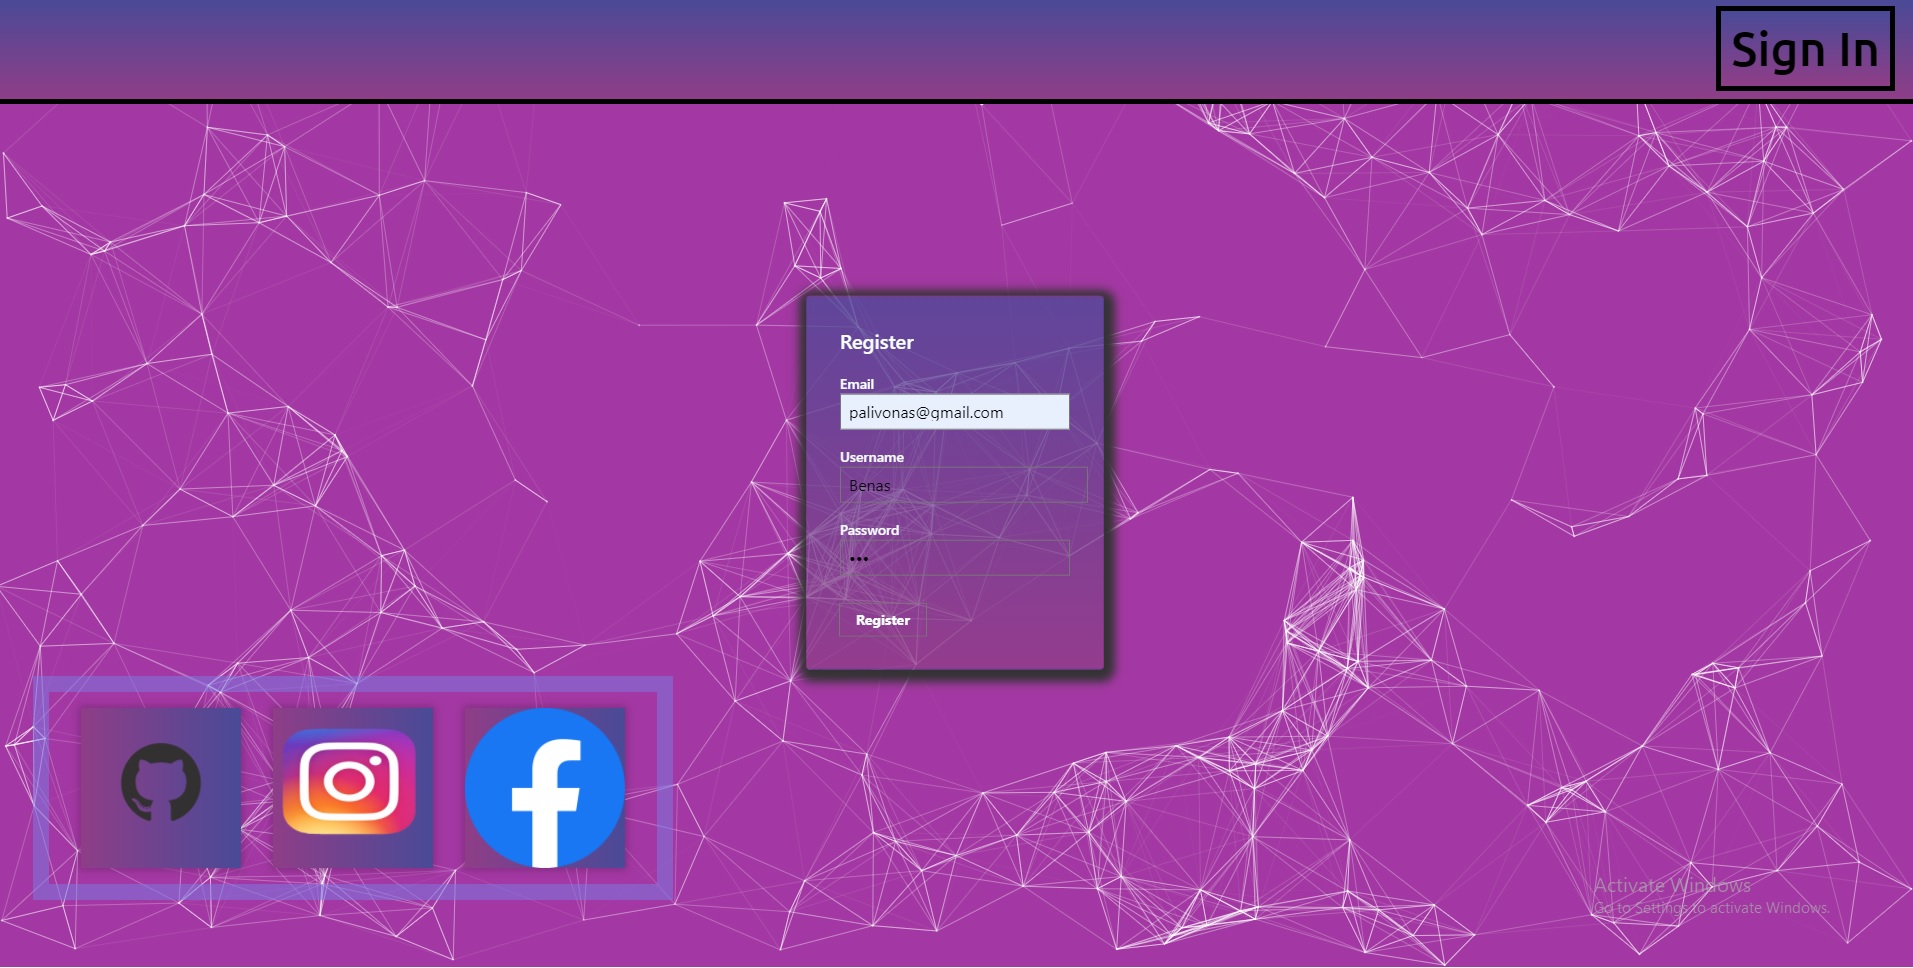 Sign In
Register
Email
palivonas@gmail.com
Username
Benas
Password
•••
Register
Activate Windows
Go to Settings to activate Windows.